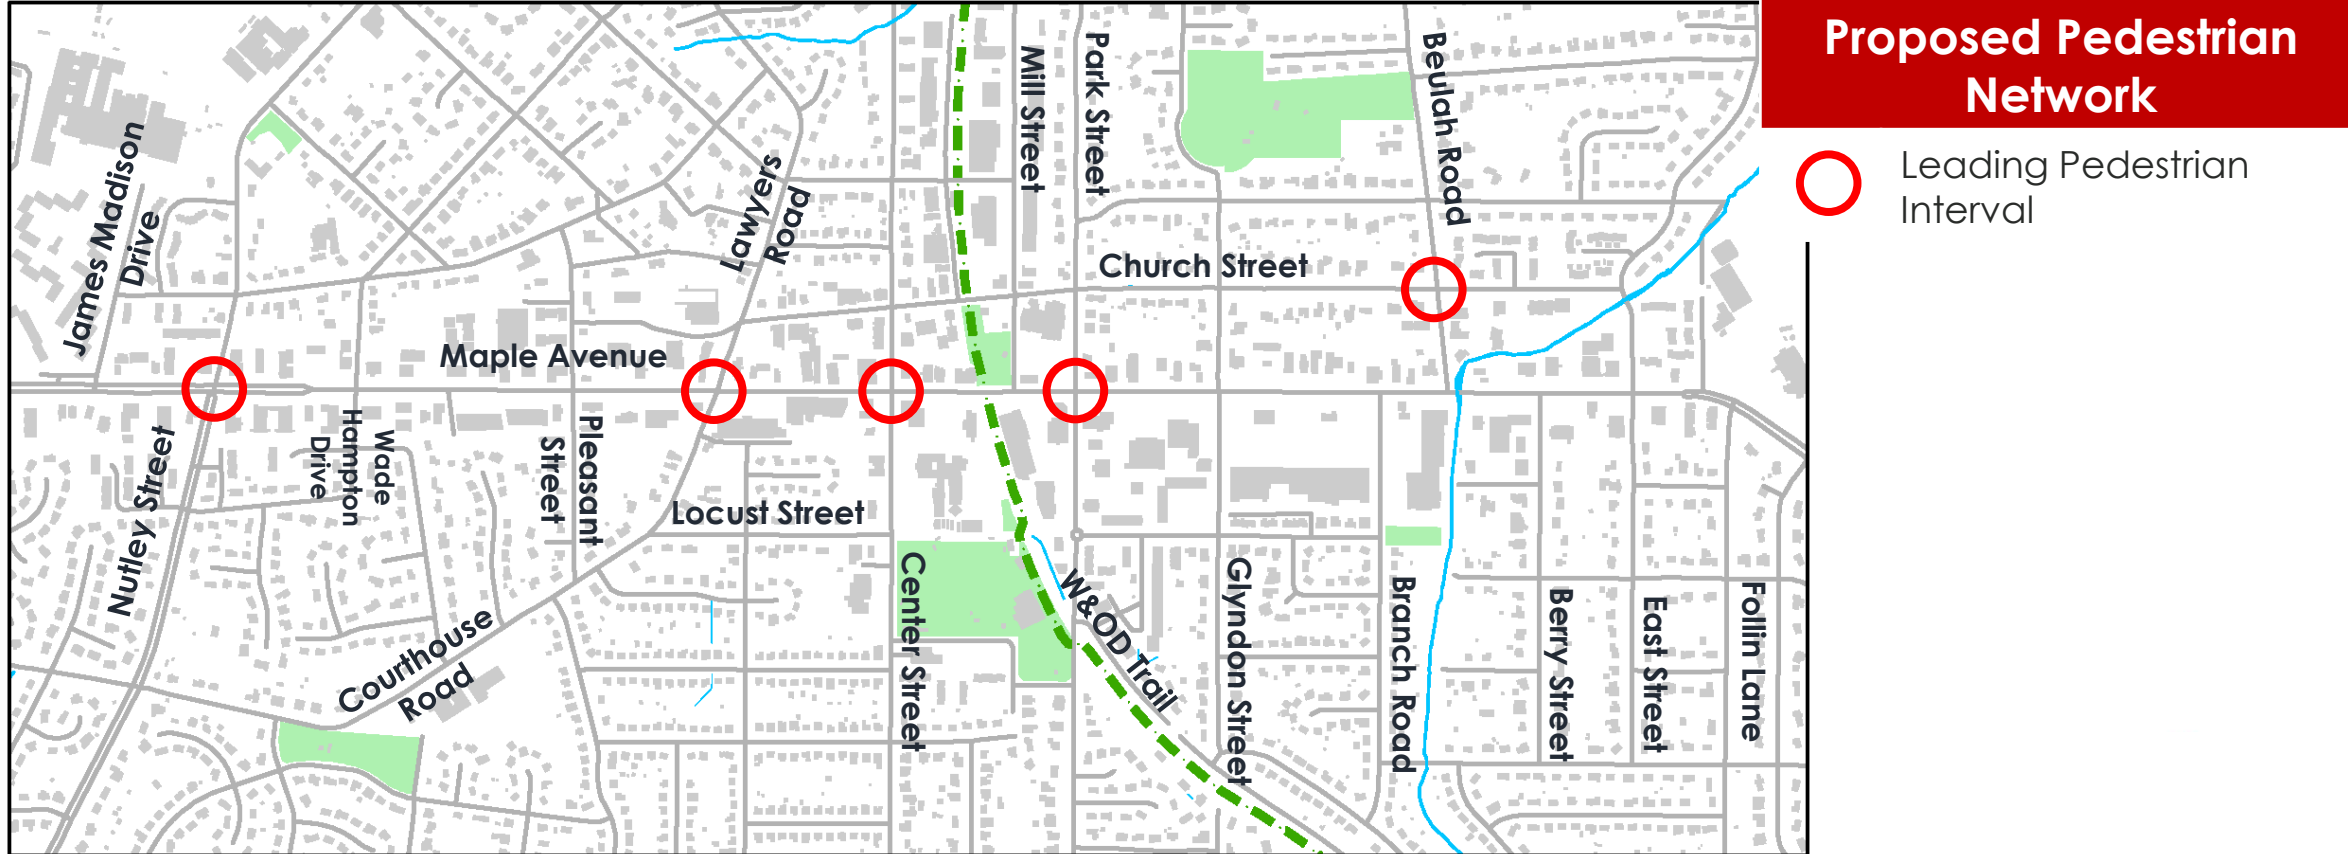 Proposed Pedestrian
Network
Leading Pedestrian
Interval
James Madison
Drive
Lawyers
Road
Mill Street
Park Street
Beulah Road
Church Street
Maple Avenue
Nutley Street
Wade
Hampton
Drive
Pleasant
Street
Locust Street
Courthouse
Road
Center Street
W&OD Trail
Glyndon Street
Branch Road
Berry Street
East Street
Follin Lane